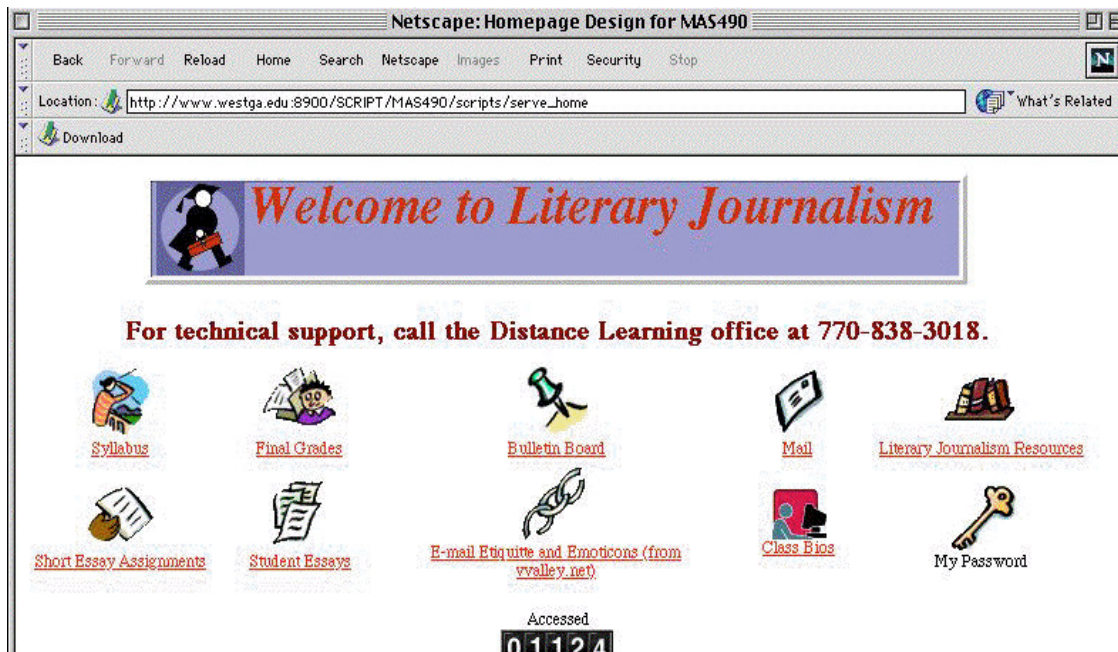 Netscape: Homepage Design for MAS490
Back Forward Reload Home Search Netscape Images Print Security Stop
N
Location: http://www.westga.edu:8900/SCRIPT/MAS490/scripts/serve_home What's Related
Download
Welcome to Literary Journalism
For technical support, call the Distance Learning office at 770-838-3018.
Syllabus Final Grades Bulletin Board Mail Literary Journalism Resources
Short Essay Assignments Student Essays E-mail Etiquitte and Emoticons (from Class Bios My Password
vvalley.net)
Accessed
01124